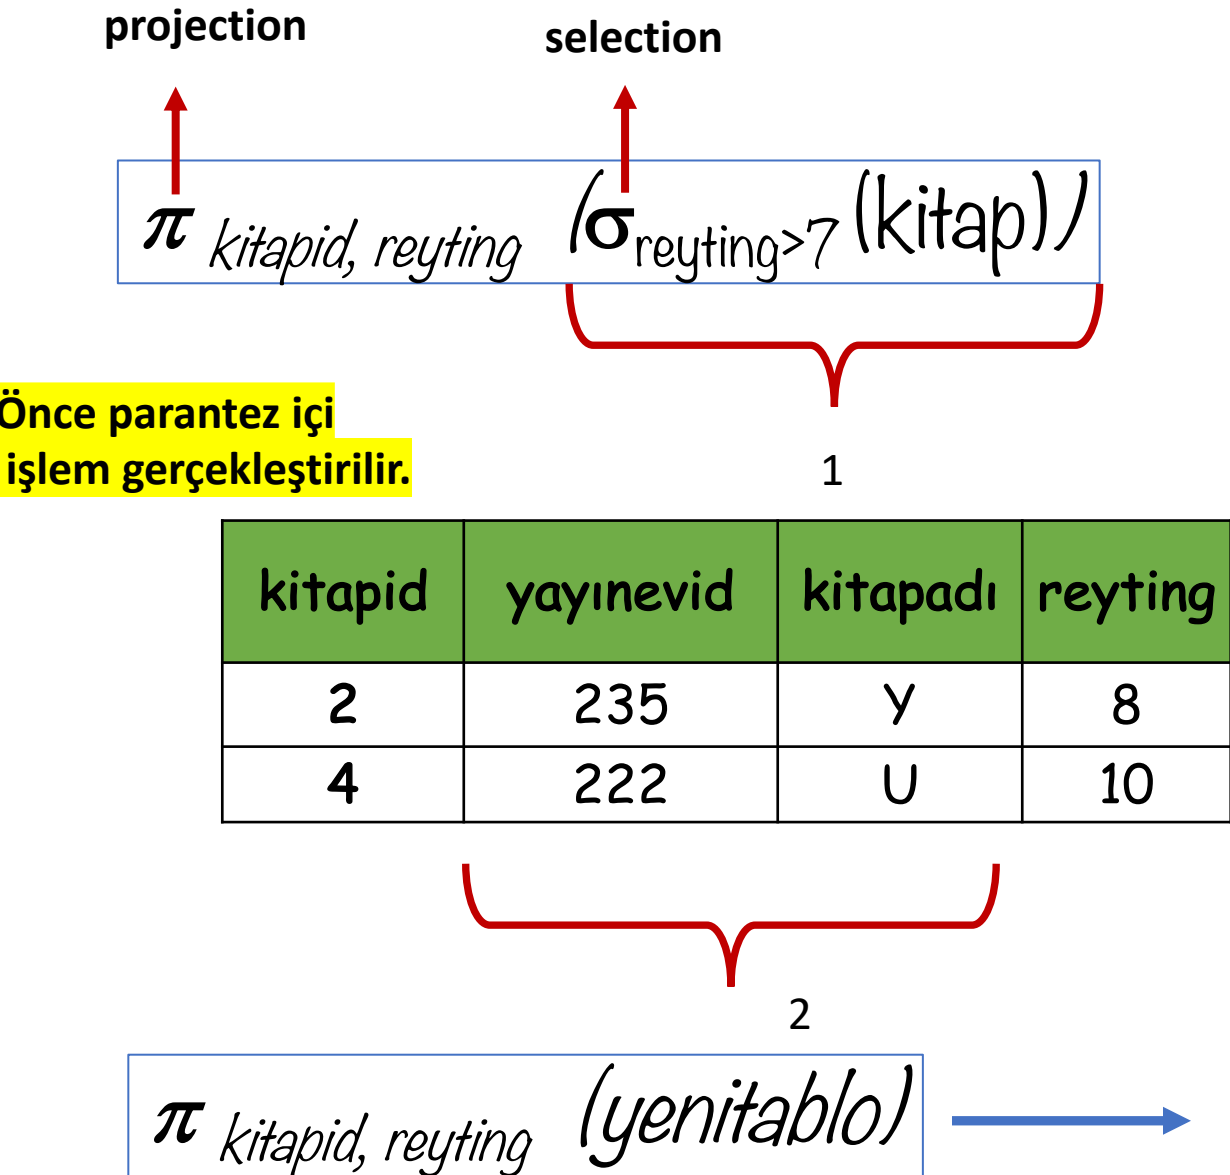 projection
selection
π kitapid, reyting (σreyting>7 (kitap))
Önce parantez içi
işlem gerçekleştirilir.
1
kitapid yayınevid kitapadı reyting
2 235 Y 8
4 222 U 10
2
π kitapid, reyting (yenitablo)